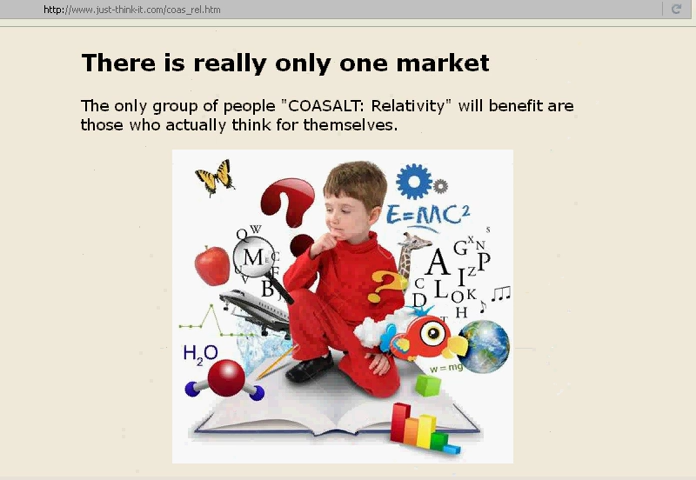 http://www.just-think-it.com/coas_rel.htm
There is really only one market
The only group of people "COASALT: Relativity" will benefit are
those who actually think for themselves.
?
E=MC²
Q W
M E C
U V F
B J
G X N S
A I Z P
C L O K
D T H
?
H₂O
w = mg